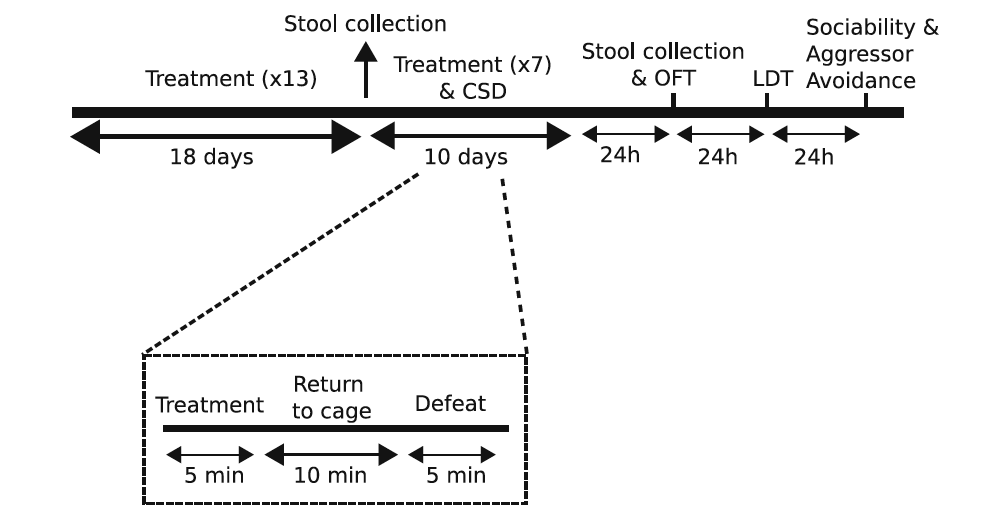 Stool collection
Sociability &
Aggressor
Avoidance
Treatment (x13)
Treatment (x7)
& CSD
Stool collection
& OFT
LDT
18 days
10 days
24h
24h
24h
Treatment
Return
to cage
Defeat
5 min
10 min
5 min